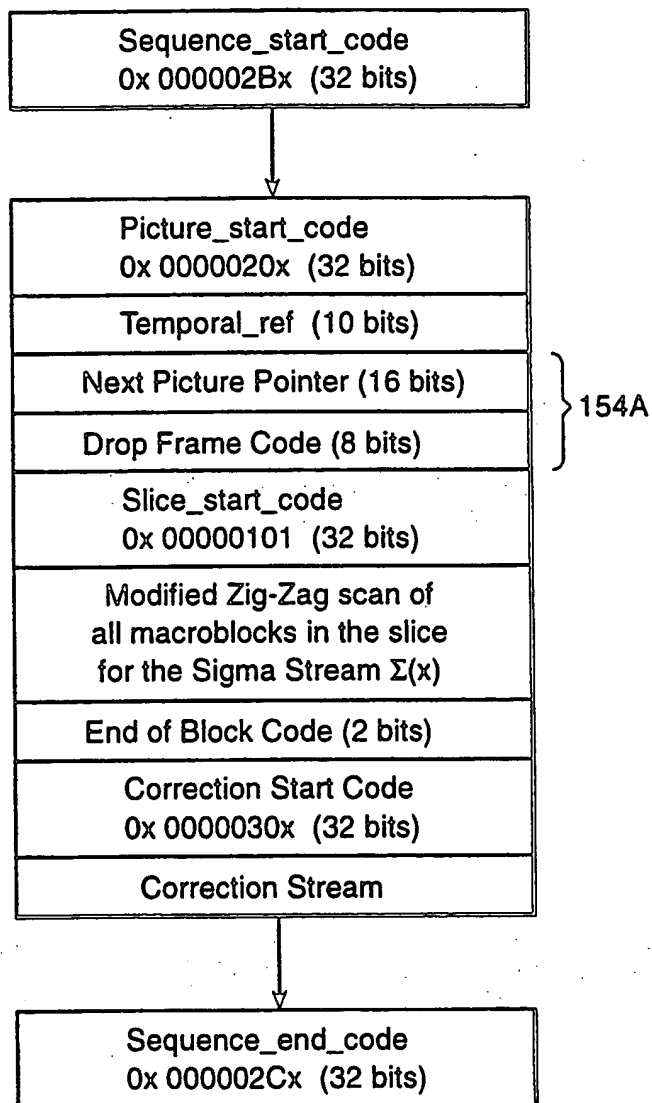 Sequence_start_code
0x 000002Bx (32 bits)
Picture_start_code
0x 0000020x (32 bits)
Temporal_ref (10 bits)
Next Picture Pointer (16 bits)
154A
Drop Frame Code (8 bits)
Slice_start_code
0x 00000101 (32 bits)
Modified Zig-Zag scan of
all macroblocks in the slice
for the Sigma Stream Σ(x)
End of Block Code (2 bits)
Correction Start Code
0x 0000030x (32 bits)
Correction Stream
Sequence_end_code
0x 000002Cx (32 bits)